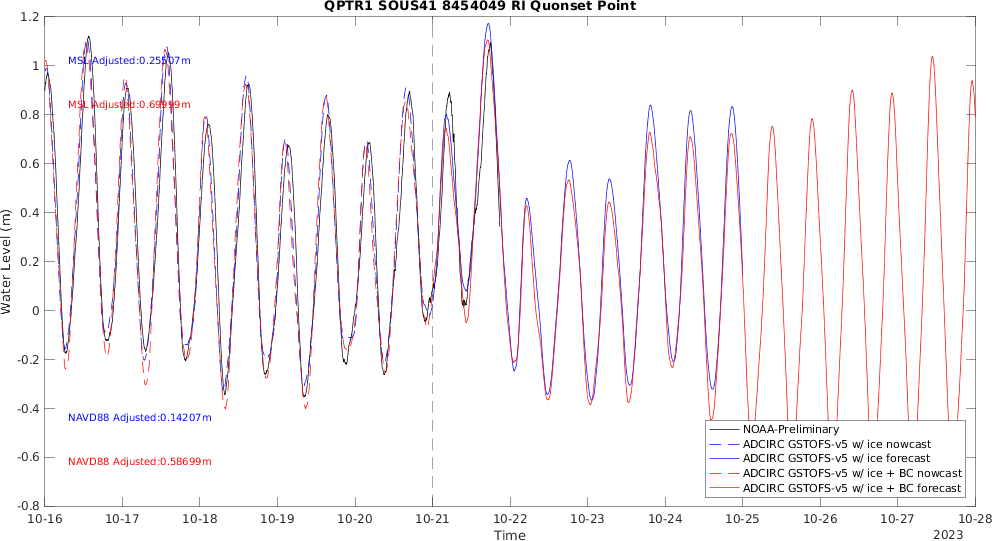 QPTR1 SOUS41 8454049 RI Quonset Point
1.2
1
0.8
0.6
0.4
0.2
0
-0.2
-0.4
-0.6
-0.8
Water Level (m)
MSL Adjusted:0.25507m
MSL Adjusted:0.69999m
NAVD88 Adjusted:0.14207m
NAVD88 Adjusted:0.58699m
NOAA-Preliminary
ADCIRC GSTOFS-v5 w/ ice nowcast
ADCIRC GSTOFS-v5 w/ ice forecast
ADCIRC GSTOFS-v5 w/ ice + BC nowcast
ADCIRC GSTOFS-v5 w/ ice + BC forecast
10-16 10-17 10-18 10-19 10-20 10-21 10-22 10-23 10-24 10-25 10-26 10-27 10-28
Time
2023